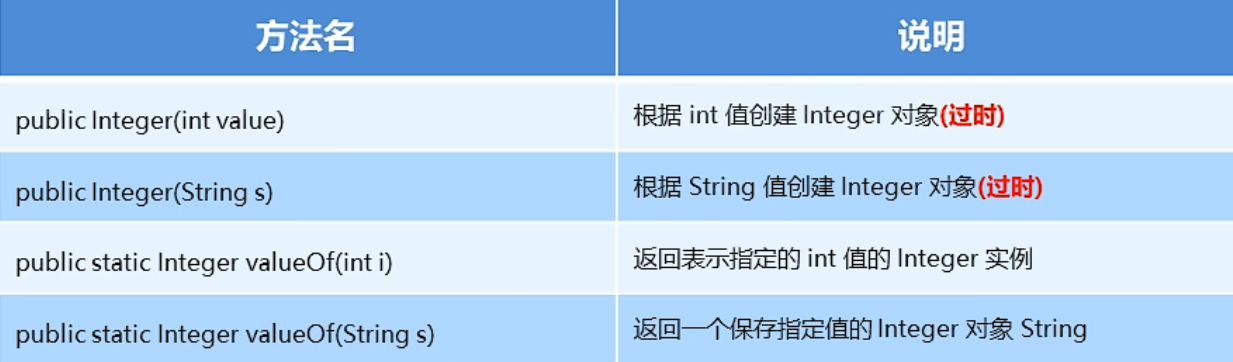 方法名
说明
public Integer(int value)
根据 int 值创建 Integer 对象(过时)
public Integer(String s)
根据 String 值创建 Integer 对象(过时)
public static Integer valueOf(int i)
返回表示指定的 int 值的 Integer 实例
public static Integer valueOf(String s)
返回一个保存指定值的 Integer 对象 String